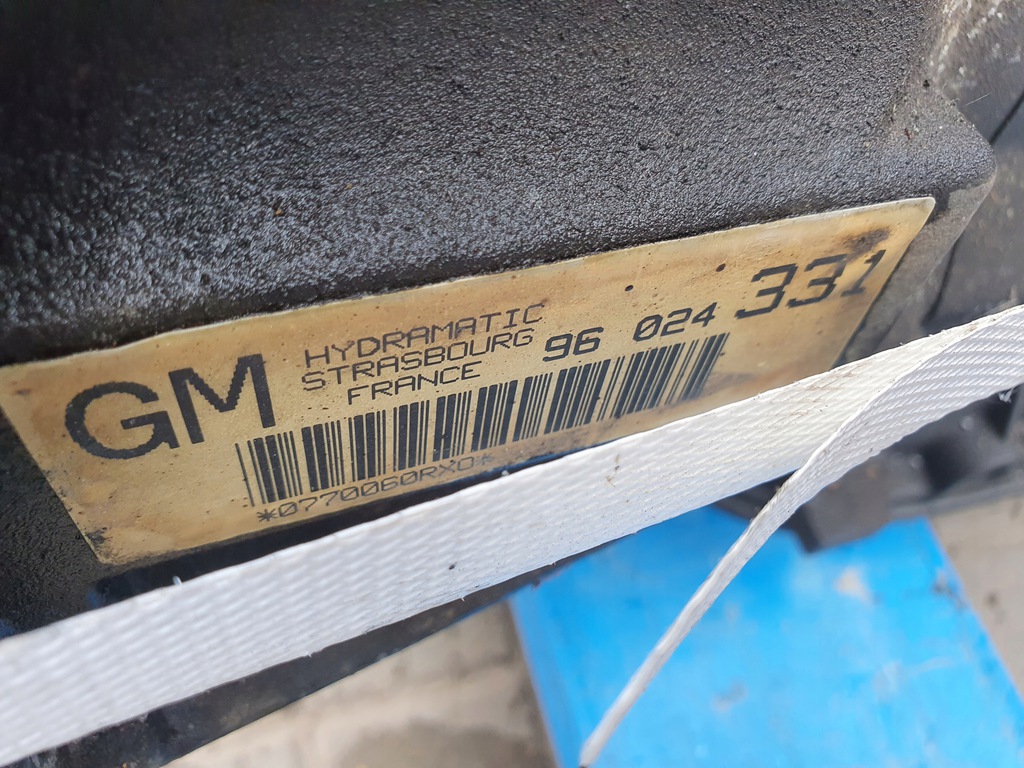 GM
HYDRAMATIC
STRASBOURG
FRANCE
96 024 331
*0770060RXO*